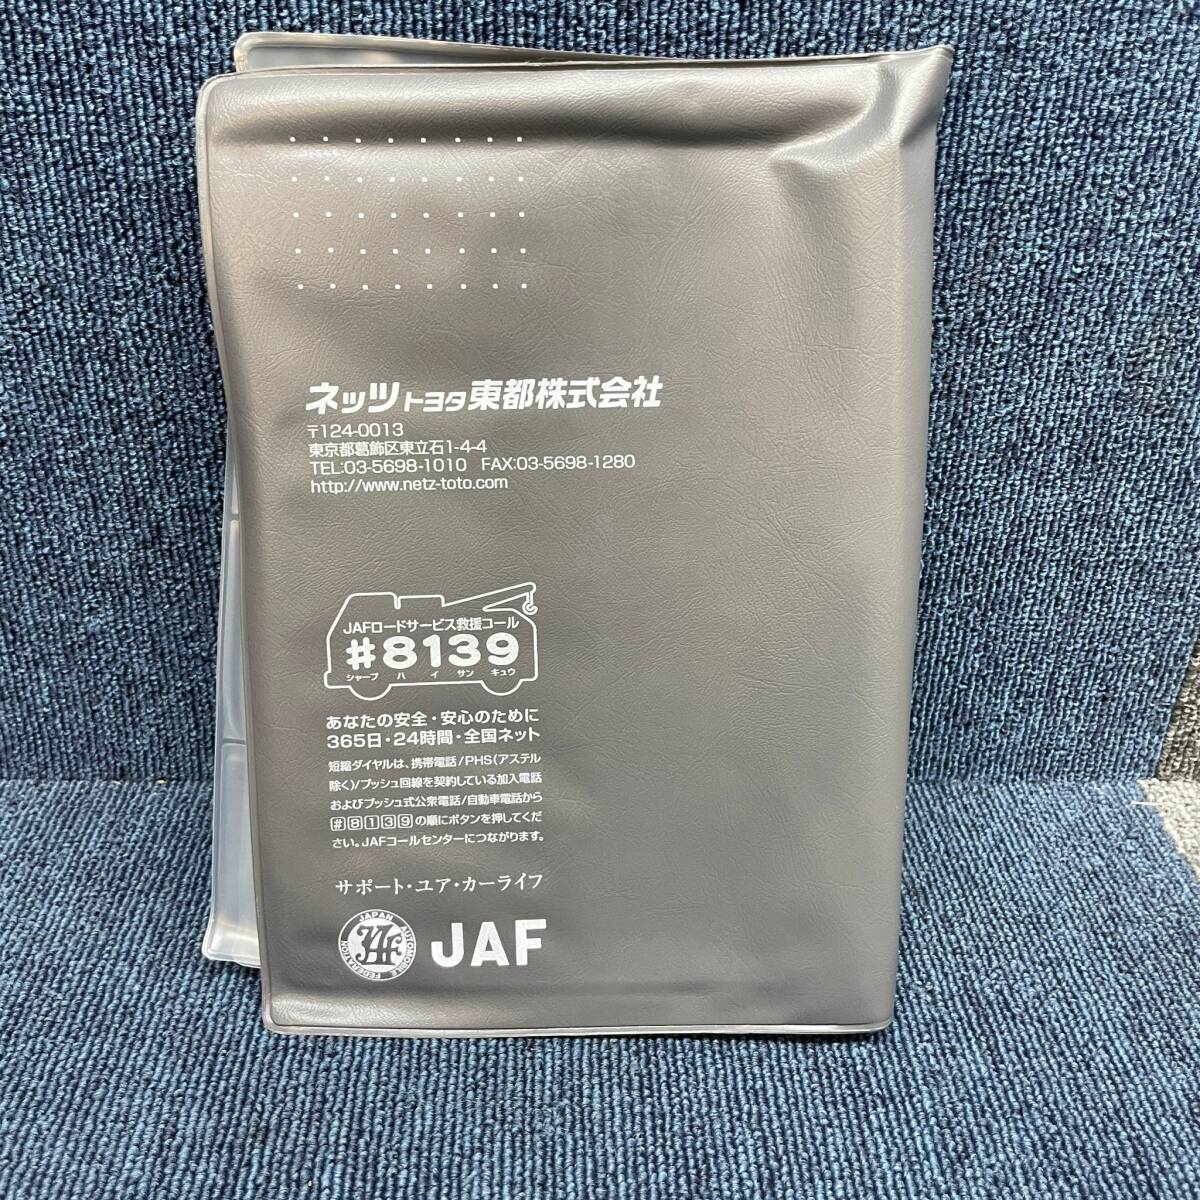 ネッツトヨタ東都株式会社
〒124-0013
東京都葛飾区東立石1-4-4
TEL:03-5698-1010 FAX:03-5698-1280
http://www.netz-toto.com
JAFロードサービス救援コール
#8139
シャープ ハ イ サン キュウ
あなたの安全・安心のために
365日・24時間・全国ネット
短縮ダイヤルは、携帯電話/PHS(アステル
除く)/プッシュ回線を契約している加入電話
およびプッシュ式公衆電話/自動車電話から
#8139の順にボタンを押してくだ
さい。JAFコールセンターにつながります。
サポート・ユア・カーライフ
JAPAN AUTOMOBILE FEDERATION
JAF
JAF